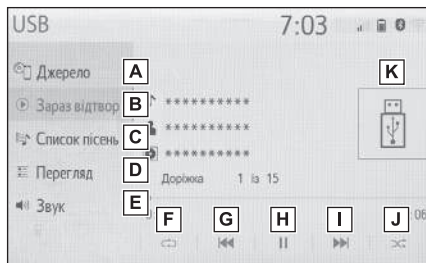 USB 7:03
Джерело A K
Зараз відтвор B **********
Список пісень C **********
Перегляд D **********
Доріжка 1 із 15
Звук E
F G H I J